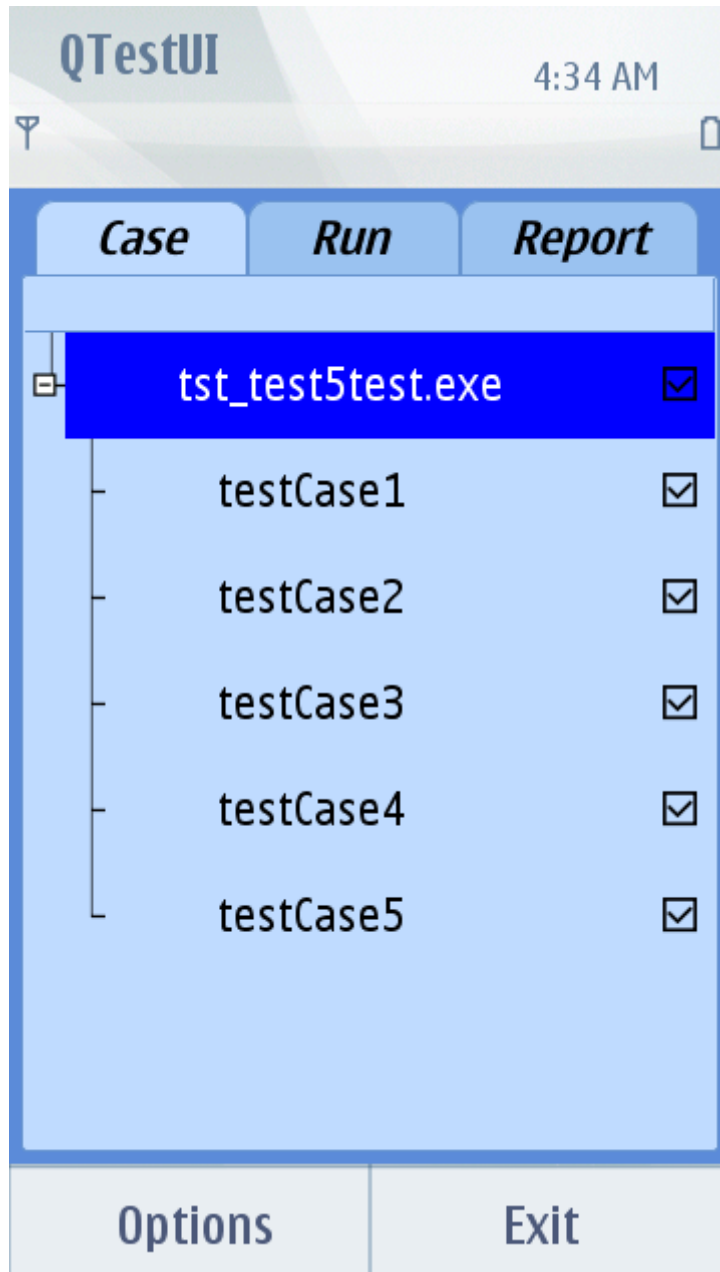 QTestUI
4:34 AM
Case Run Report
tst_test5test.exe
testCase1
testCase2
testCase3
testCase4
testCase5
Options Exit